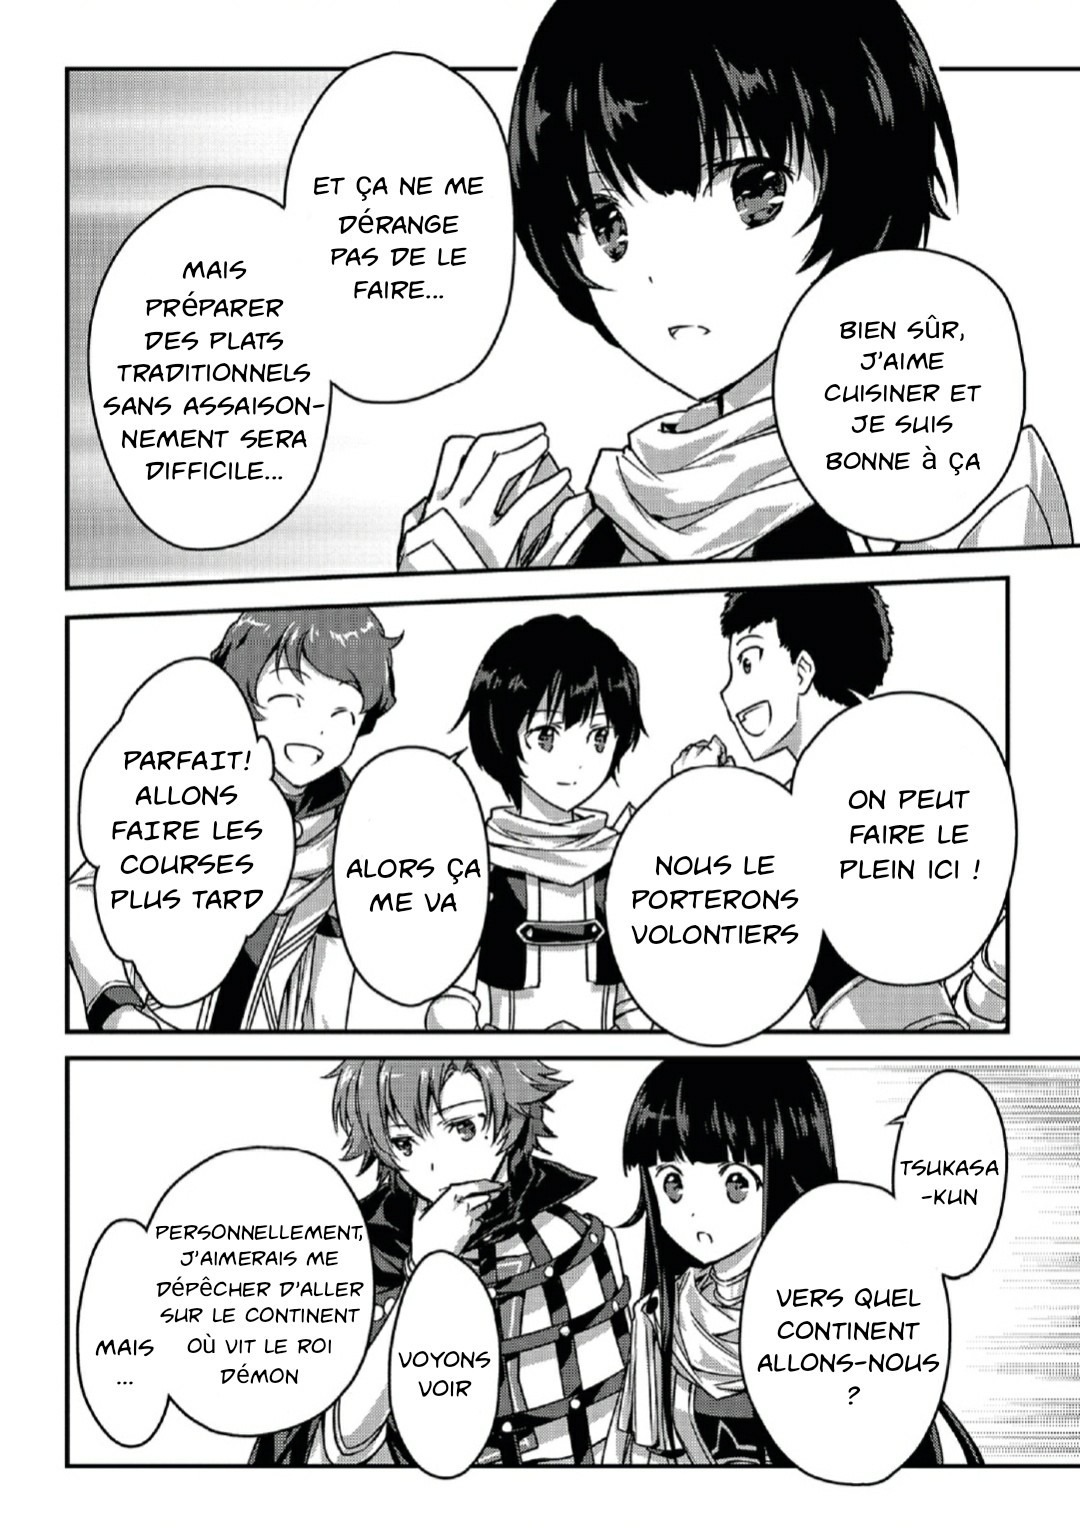 BIEN SÛR,
J'AIME
CUISINER ET
JE SUIS
BONNE à ÇA
ET ÇA NE ME
DéRANGE
PAS DE LE
FAIRE...
MAIS
PRéPARER
DES PLATS
TRADITIONNELS
SANS ASSAISON-
NEMENT SERA
DIFFICILE...
ON PEUT
FAIRE LE
PLEIN ICI !
NOUS LE
PORTERONS
VOLONTIERS
ALORS ÇA
ME VA
PARFAIT!
ALLONS
FAIRE LES
COURSES
PLUS TARD
TSUKASA
-KUN
VERS QUEL
CONTINENT
ALLONS-NOUS
?
VOYONS
VOIR
PERSONNELLEMENT,
J'AIMERAIS ME
DéPÊCHER D'ALLER
SUR LE CONTINENT
OÙ VIT LE ROI
DéMON
MAIS
...